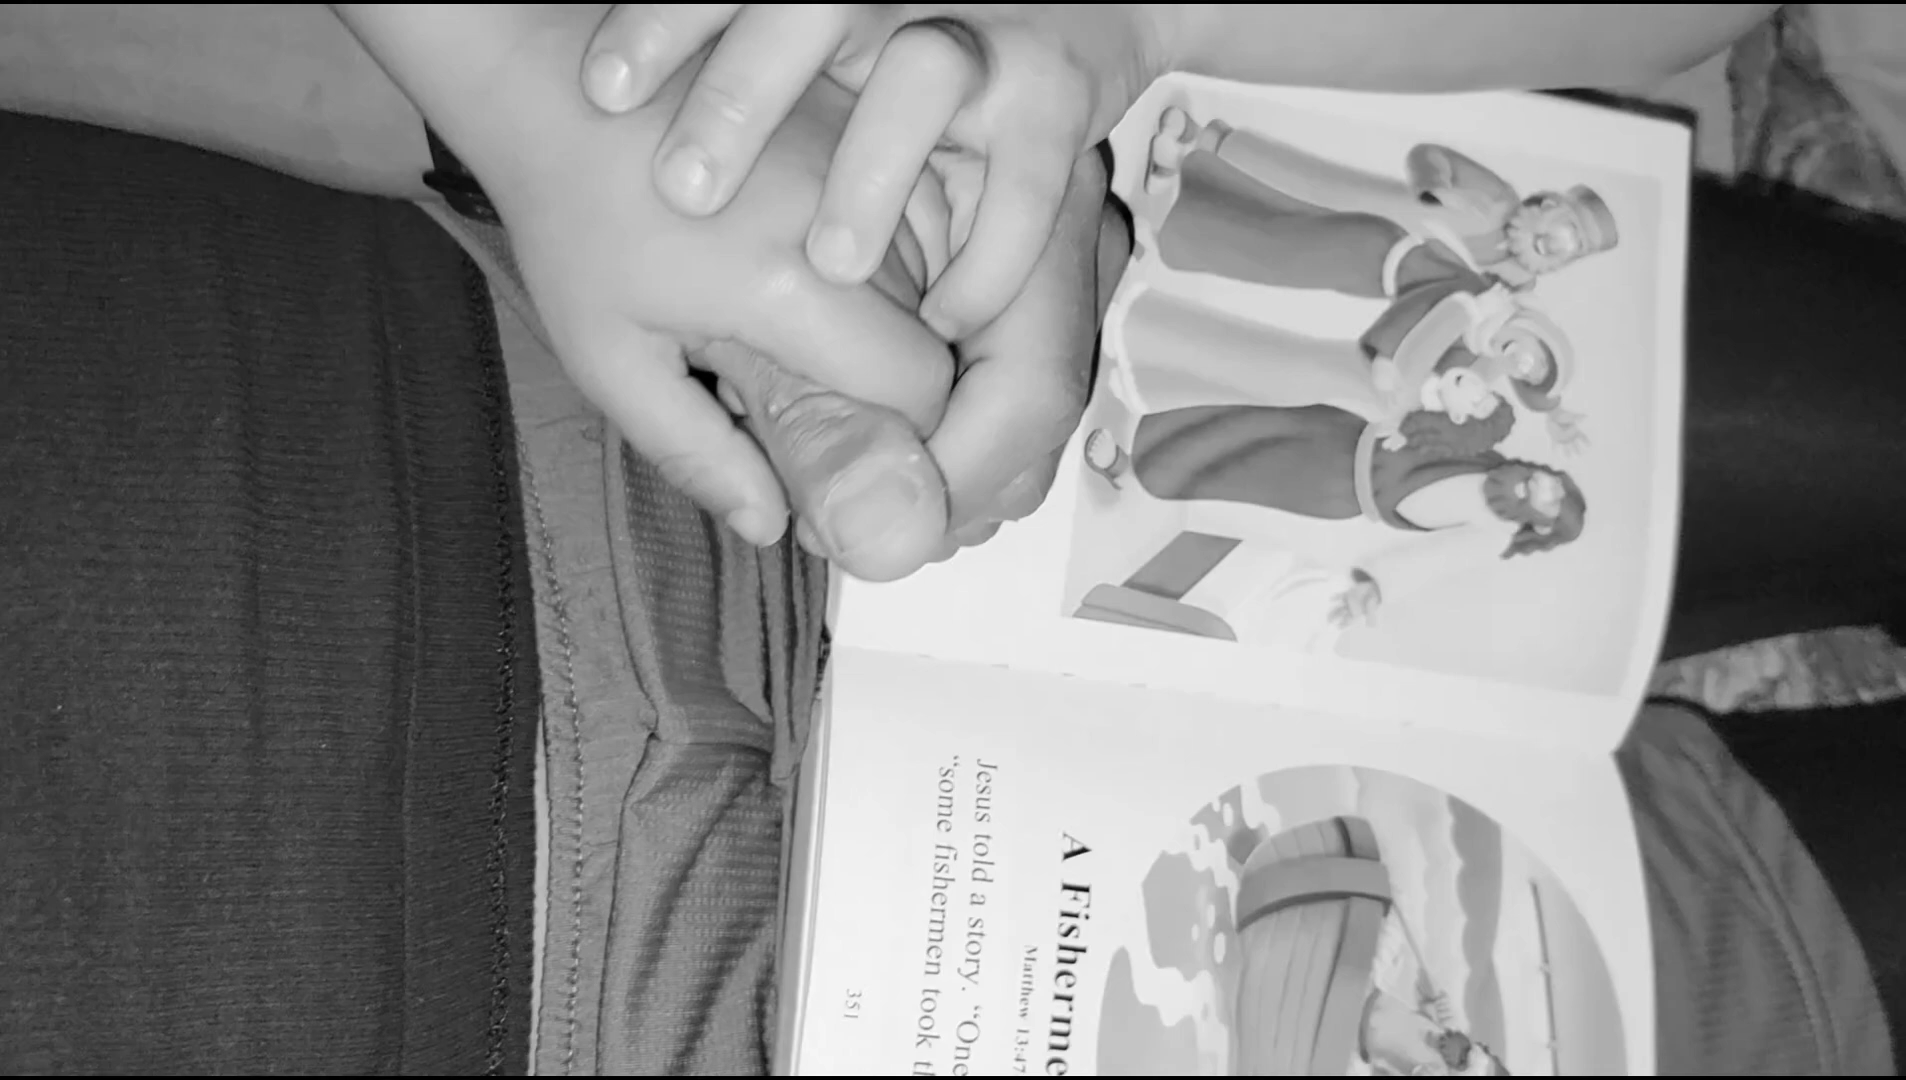 A Fisherme
Matthew 13:47
Jesus told a story. "One
"some fishermen took
351